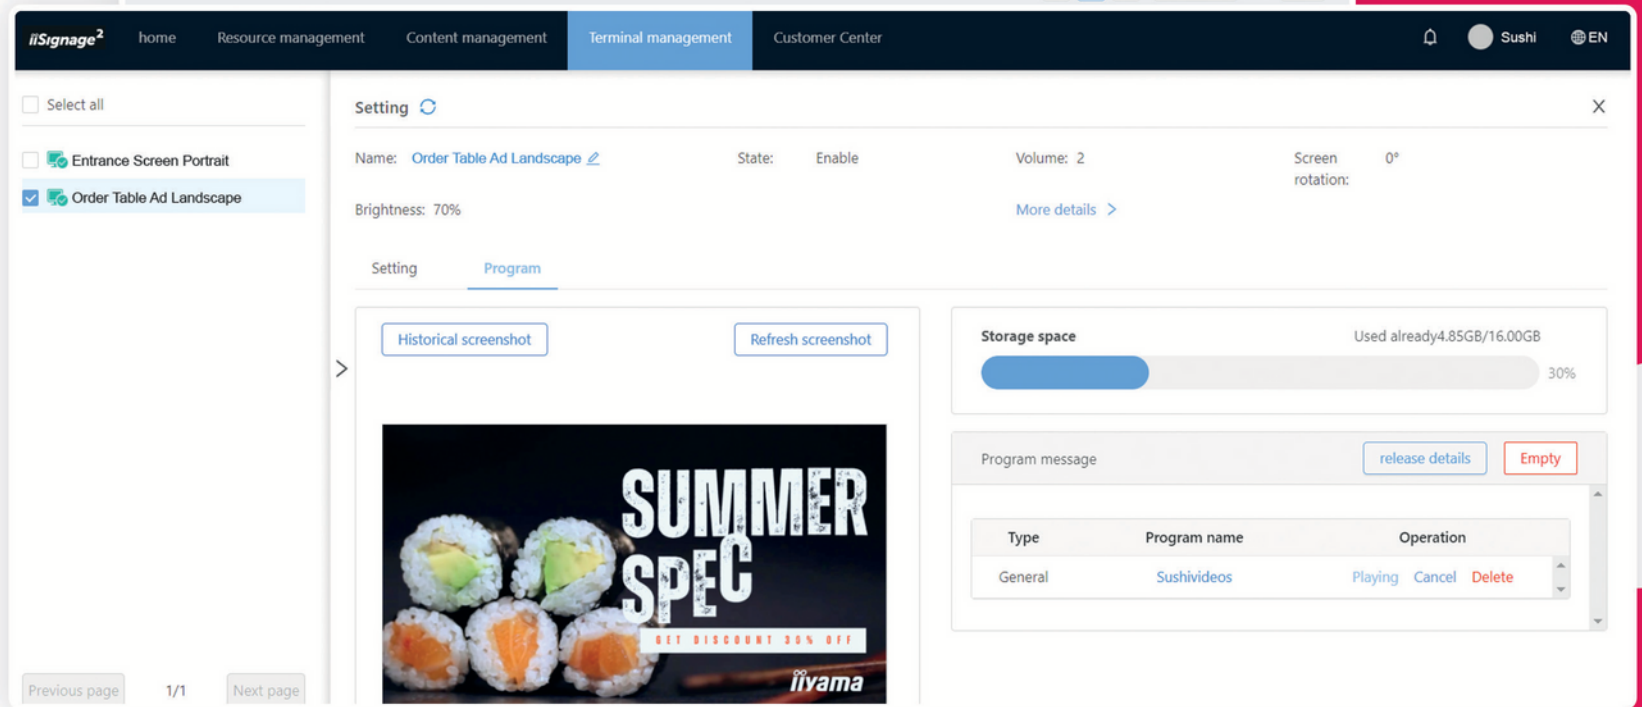 iiSignage²
home
Resource management
Content management
Terminal management
Customer Center
Sushi
EN
Select all
Entrance Screen Portrait
Order Table Ad Landscape
Previous page
1/1
Next page
Setting
X
Name: Order Table Ad Landscape
State: Enable
Volume: 2
Screen rotation: 0°
Brightness: 70%
More details >
Setting
Program
Historical screenshot
Refresh screenshot
SUMMER
SPEC
GET DISCOUNT 30% OFF
iiyama
Storage space
Used already4.85GB/16.00GB
30%
Program message
release details
Empty
Type Program name Operation
General Sushivideos Playing Cancel Delete